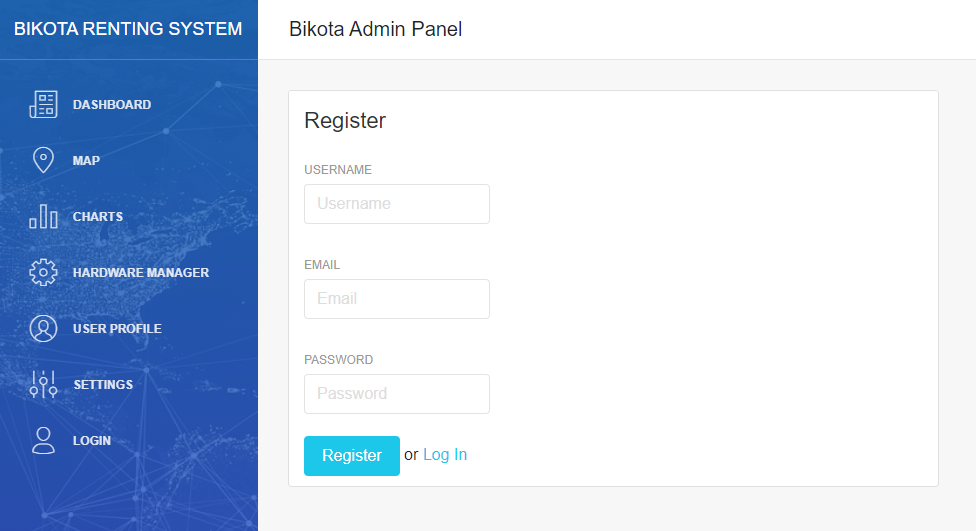 BIKOTA RENTING SYSTEM
DASHBOARD
MAP
CHARTS
HARDWARE MANAGER
USER PROFILE
SETTINGS
LOGIN
Bikota Admin Panel
Register
USERNAME
Username
EMAIL
Email
PASSWORD
Password
Register or Log In